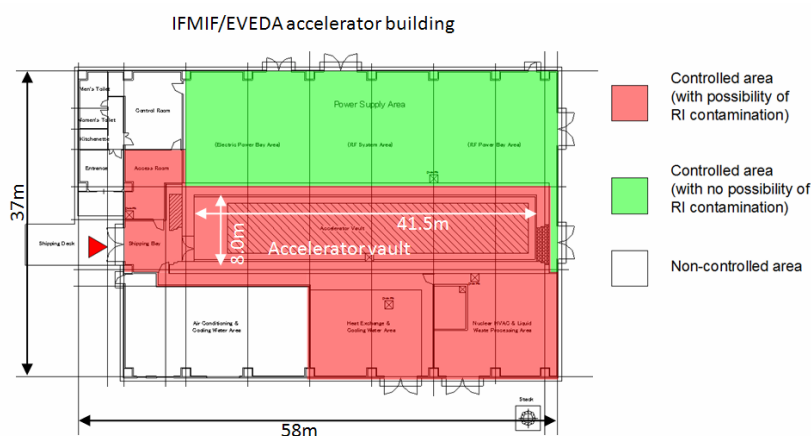 IFMIF/EVEDA accelerator building
Men's Toilet
Women's Toilet
Kitchenette
Entrance
Control Room
Access Room
Power Supply Area
(Electric Power Bay Area)
(RF System Area)
(RF Power Bay Area)
37m
Shipping Deck
Shipping Bay
8.0m
41.5m
Accelerator Vault
Accelerator vault
Air Conditioning &
Cooling Water Area
Heat Exchange &
Cooling Water Area
Nuclear HVAC & Liquid
Waste Processing Area
Stack
58m
Controlled area
(with possibility of
RI contamination)
Controlled area
(with no possibility of
RI contamination)
Non-controlled area